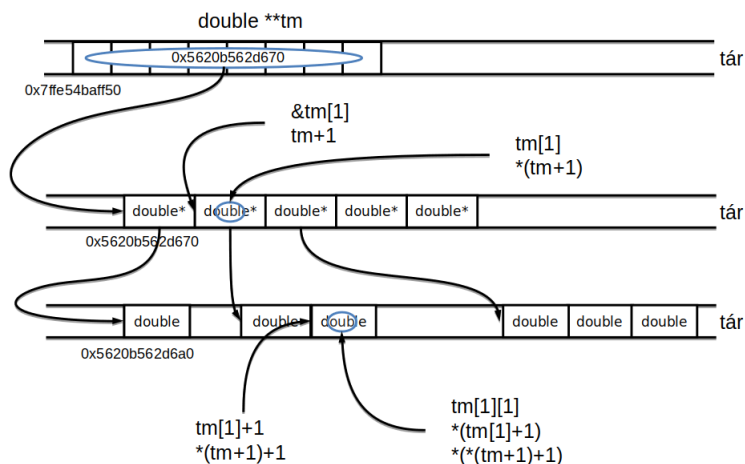 double **tm
0x5620b562d670
tár
0x7ffe54baff50
&tm[1]
tm+1
tm[1]
*(tm+1)
double* double* double* double* double*
tár
0x5620b562d670
double double double double double double
tár
0x5620b562d6a0
tm[1]+1
*(tm+1)+1
tm[1][1]
*(tm[1]+1)
*(*(tm+1)+1)